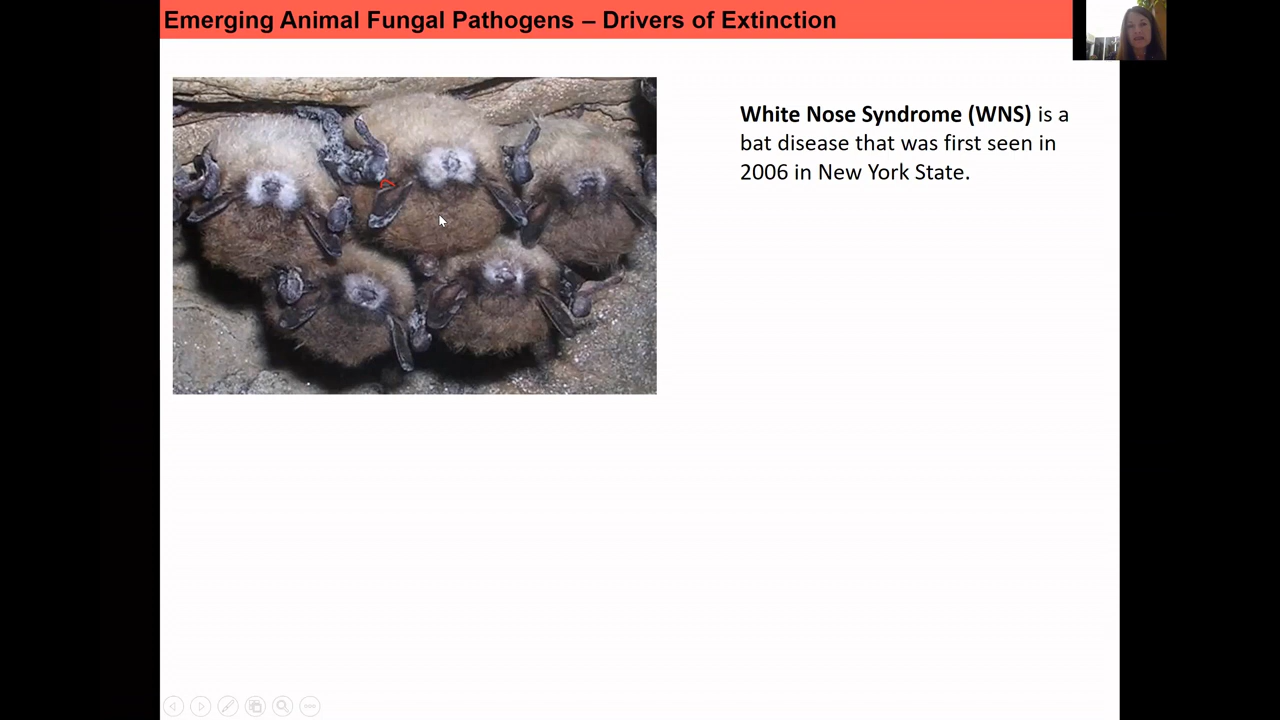 Emerging Animal Fungal Pathogens – Drivers of Extinction
White Nose Syndrome (WNS) is a
bat disease that was first seen in
2006 in New York State.